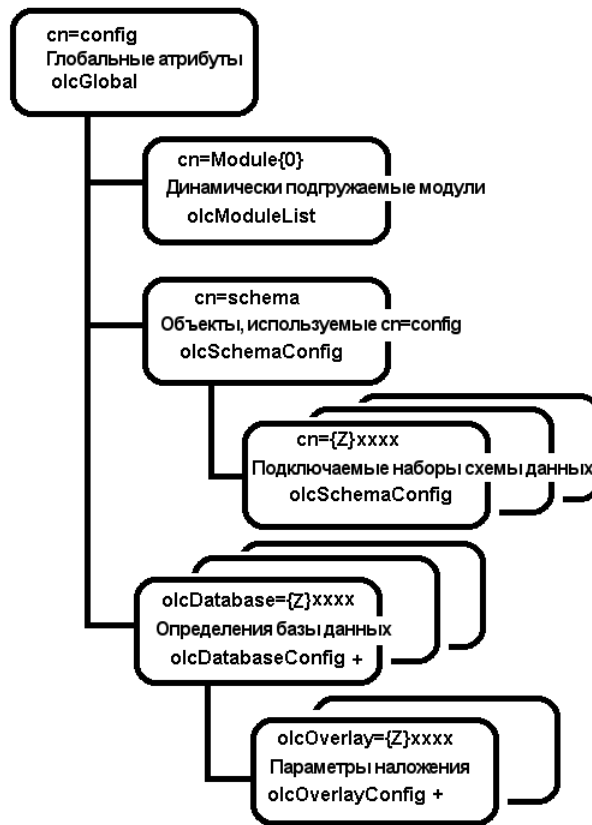 cn=config
Глобальные атрибуты
olcGlobal
cn=Module{0}
Динамически подгружаемые модули
olcModuleList
cn=schema
Объекты, используемые cn=config
olcSchemaConfig
cn={Z}xxxx
Подключаемые наборы схемы данных
olcSchemaConfig
olcDatabase={Z}xxxx
Определения базы данных
olcDatabaseConfig +
olcOverlay={Z}xxxx
Параметры наложения
olcOverlayConfig +